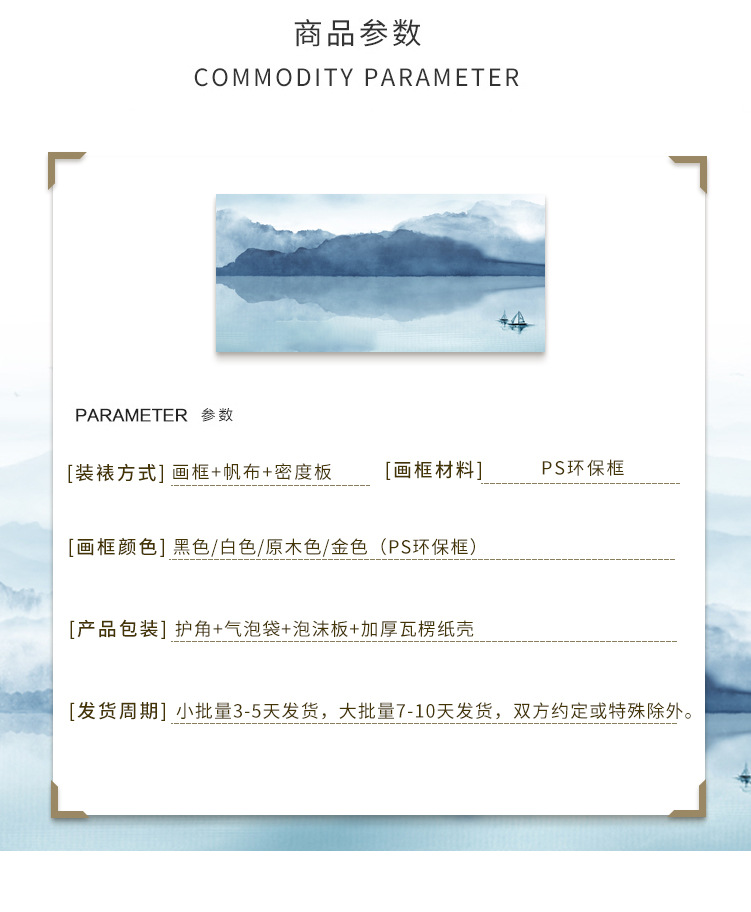 商品参数
COMMODITY PARAMETER
PARAMETER 参数
[装裱方式] 画框+帆布+密度板 [画框材料] PS环保框
[画框颜色] 黑色/白色/原木色/金色（PS环保框）
[产品包装] 护角+气泡袋+泡沫板+加厚瓦楞纸壳
[发货周期] 小批量3-5天发货，大批量7-10天发货，双方约定或特殊除外。